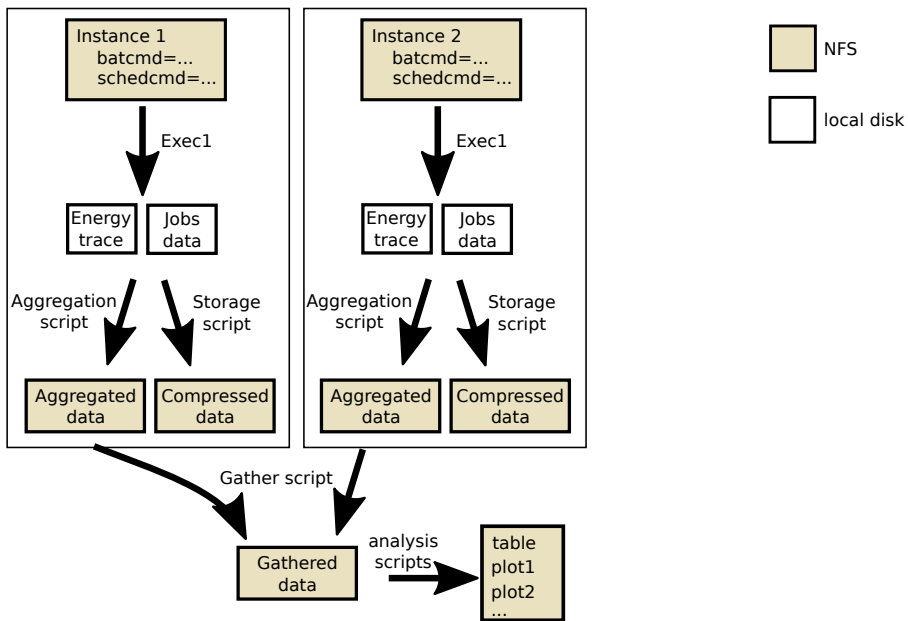 Instance 1
batcmd=...
schedcmd=...
Exec1
Energy
trace
Jobs
data
Aggregation
script
Storage
script
Aggregated
data
Compressed
data
Instance 2
batcmd=...
schedcmd=...
Exec1
Energy
trace
Jobs
data
Aggregation
script
Storage
script
Aggregated
data
Compressed
data
Gather script
Gathered
data
analysis
scripts
table
plot1
plot2
...
NFS
local disk